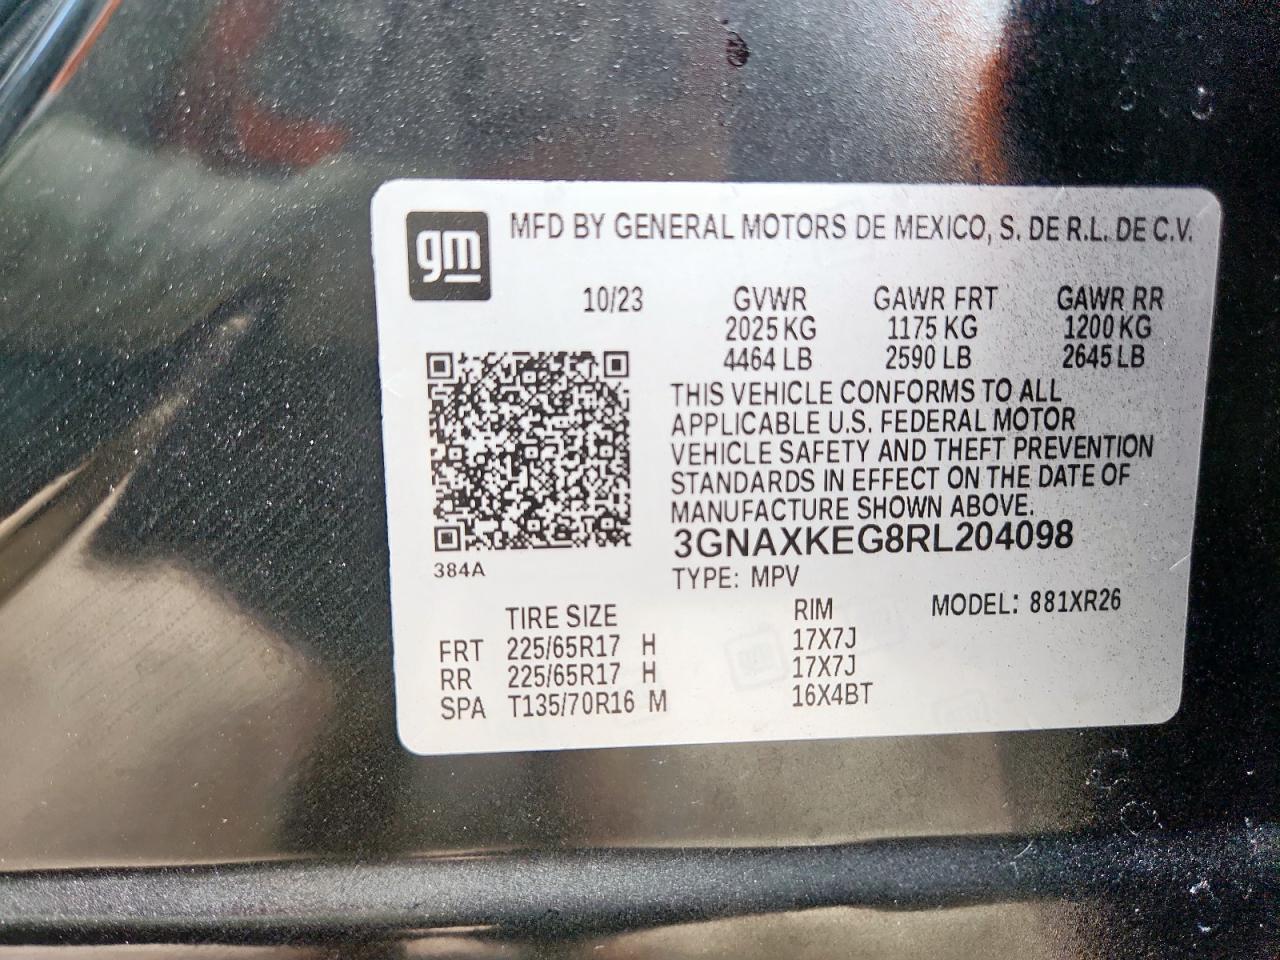 gm
MFD BY GENERAL MOTORS DE MEXICO, S. DE R.L. DE C.V.
10/23 GVWR GAWR FRT GAWR RR
2025 KG 1175 KG 1200 KG
4464 LB 2590 LB 2645 LB
THIS VEHICLE CONFORMS TO ALL
APPLICABLE U.S. FEDERAL MOTOR
VEHICLE SAFETY AND THEFT PREVENTION
STANDARDS IN EFFECT ON THE DATE OF
MANUFACTURE SHOWN ABOVE.
3GNAXKEG8RL204098
384A
TYPE: MPV
TIRE SIZE RIM MODEL: 881XR26
FRT 225/65R17 H 17X7J
RR 225/65R17 H 17X7J
SPA T135/70R16 M 16X4BT